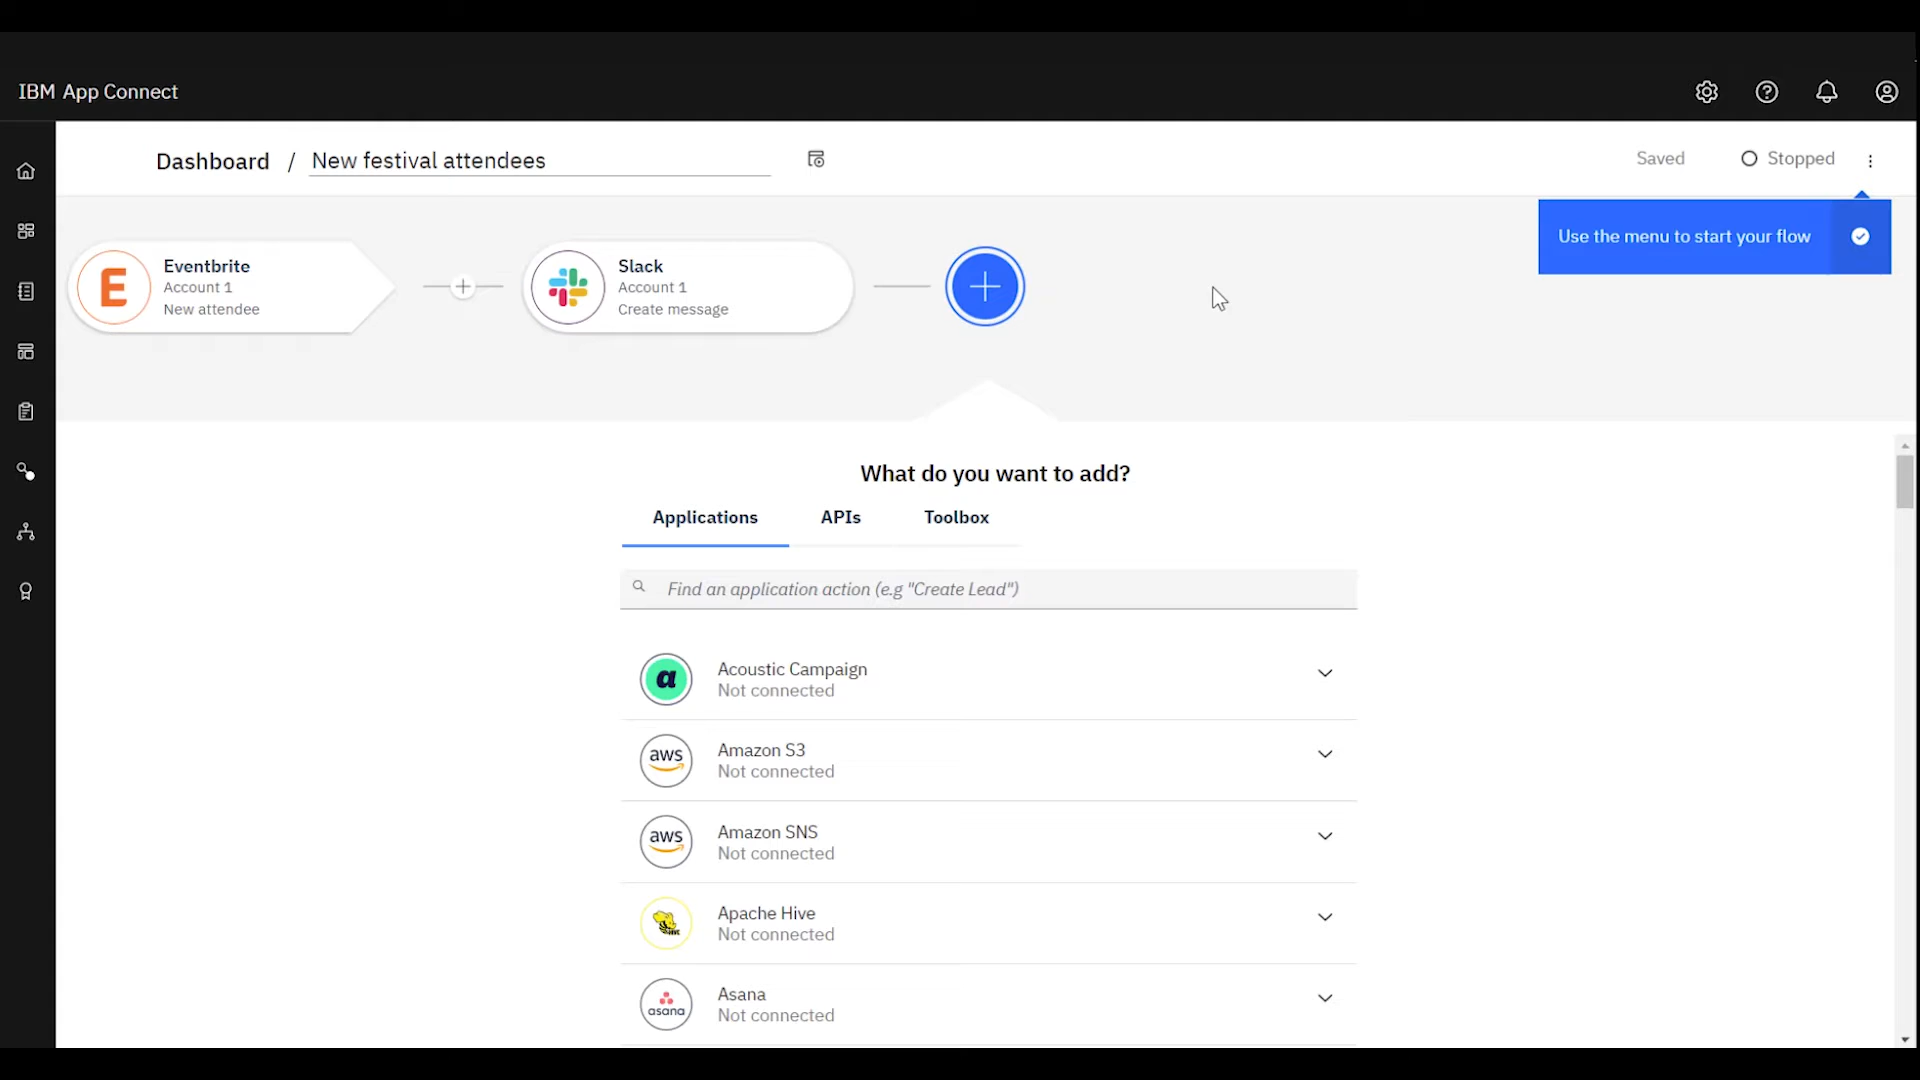 IBM App Connect
Dashboard / New festival attendees
Saved
Stopped
Use the menu to start your flow
E
Eventbrite
Account 1
New attendee
Slack
Account 1
Create message
What do you want to add?
Applications
APIs
Toolbox
Find an application action (e.g "Create Lead")
a
Acoustic Campaign
Not connected
aws
Amazon S3
Not connected
aws
Amazon SNS
Not connected
HIVE
Apache Hive
Not connected
asana
Asana
Not connected